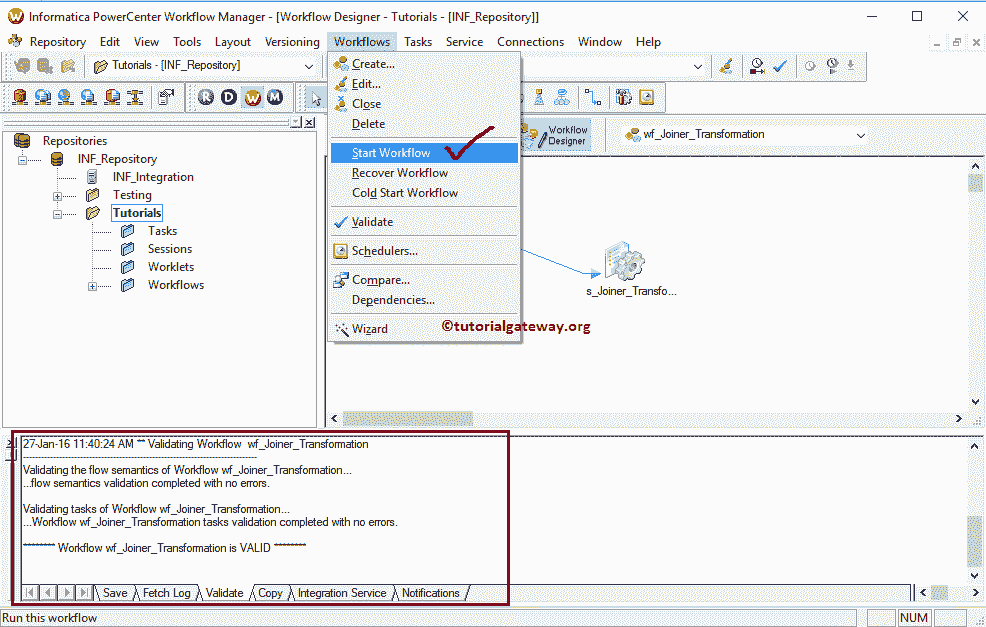 Informatica PowerCenter Workflow Manager - [Workflow Designer - Tutorials - [INF_Repository]]
Repository Edit View Tools Layout Versioning Workflows Tasks Service Connections Window Help
Tutorials - [INF_Repository]
R D W M
Create...
Edit...
Close
Delete
Start Workflow
Recover Workflow
Cold Start Workflow
Validate
Schedulers...
Compare...
Dependencies...
Wizard
Workflow
Designer
wf_Joiner_Transformation
Repositories
INF_Repository
INF_Integration
Testing
Tutorials
Tasks
Sessions
Worklets
Workflows
s_Joiner_Transfo...
©tutorialgateway.org
27-Jan-16 11:40:24 AM ** Validating Workflow wf_Joiner_Transformation
Validating the flow semantics of Workflow wf_Joiner_Transformation...
...flow semantics validation completed with no errors.
Validating tasks of Workflow wf_Joiner_Transformation...
...Workflow wf_Joiner_Transformation tasks validation completed with no errors.
******** Workflow wf_Joiner_Transformation is VALID ********
Save Fetch Log Validate Copy Integration Service Notifications
Run this workflow
NUM